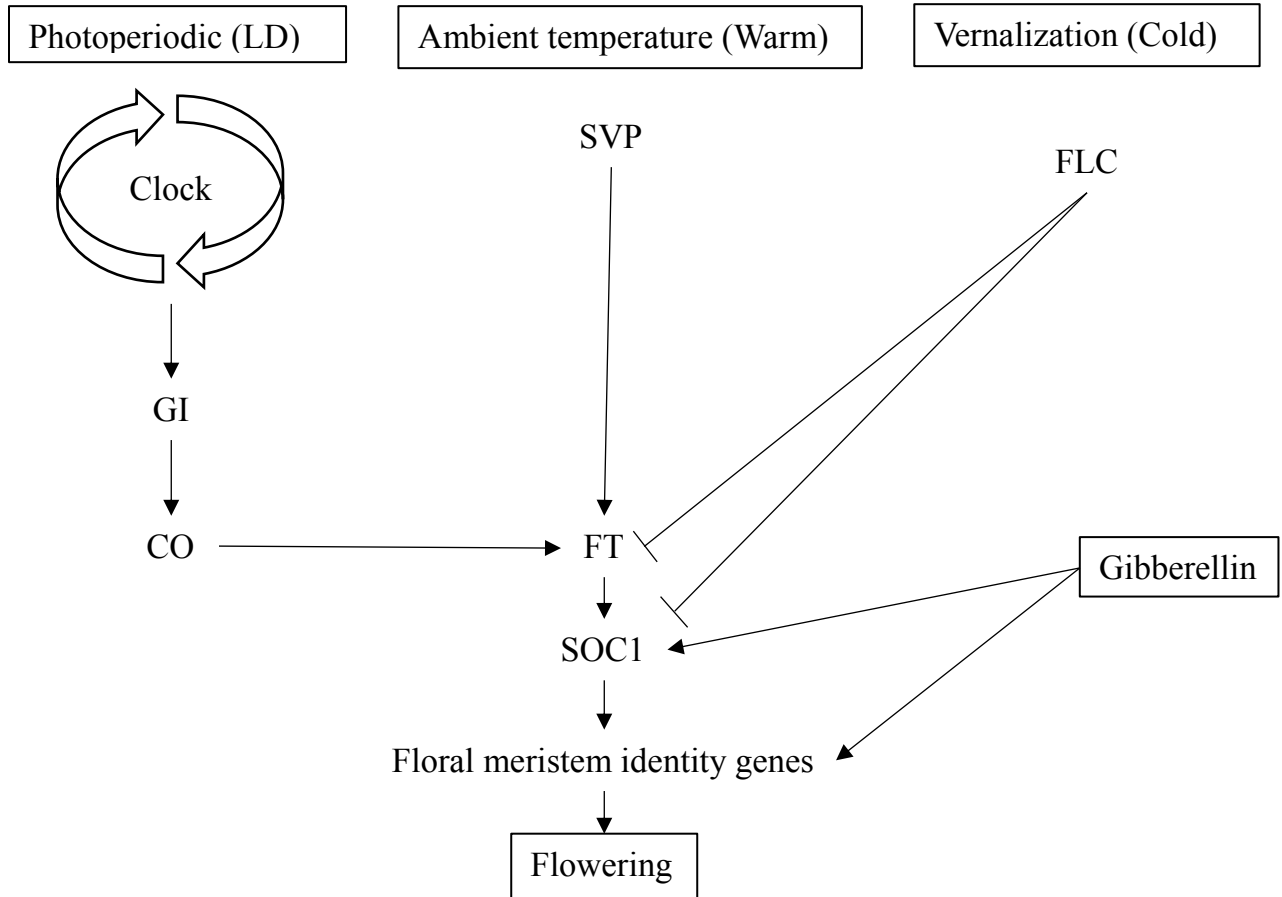 Photoperiodic (LD)
Ambient temperature (Warm)
Vernalization (Cold)
SVP
FLC
Clock
GI
CO
FT
Gibberellin
SOC1
Floral meristem identity genes
Flowering